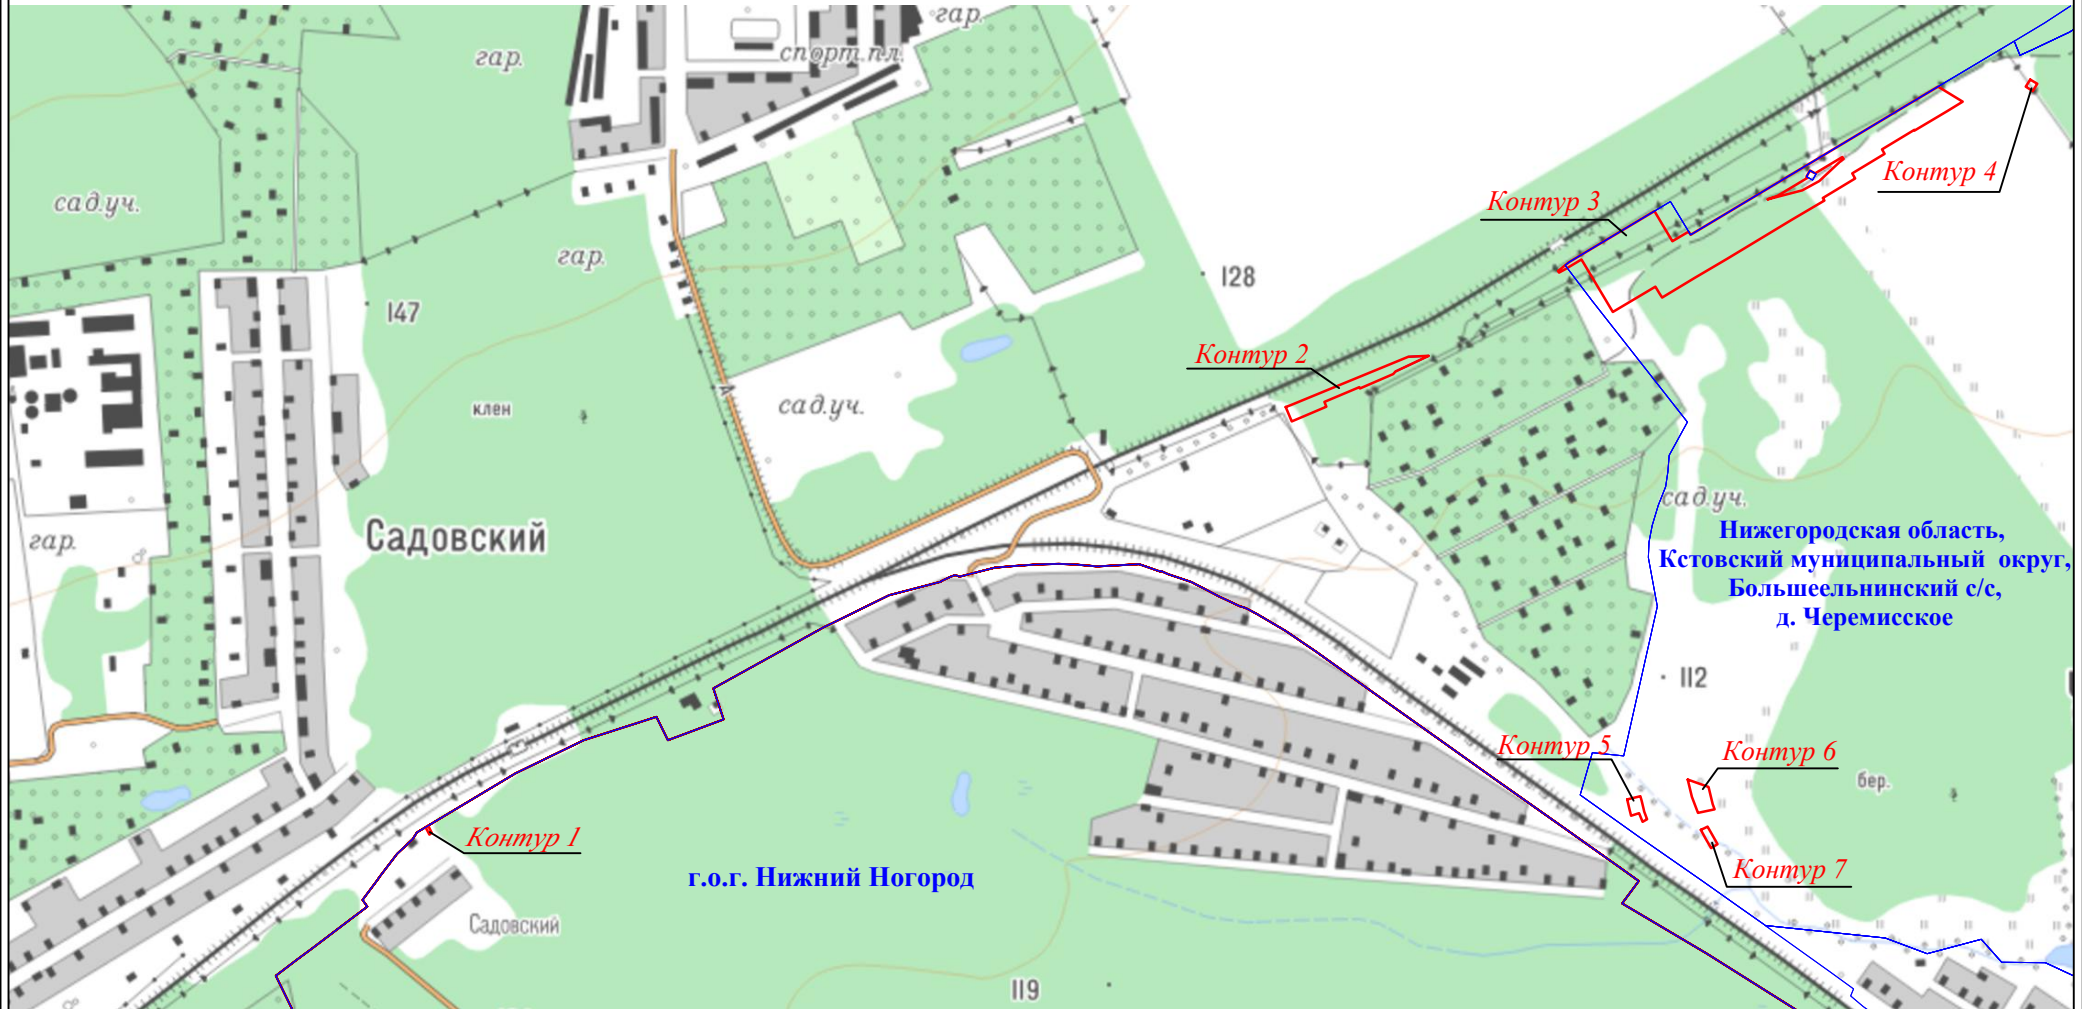 гар.
гар.
спорт.пл.
сад.уч.
гар.
Контур 4
Контур 3
128
147
Контур 2
клен
сад.уч.
сад.уч.
Садовский
гар.
Нижегородская область,
Кстовский муниципальный округ,
Большеельнинский с/с,
д. Черемисское
112
Контур 5
Контур 6
бер.
Контур 1
Контур 7
г.о.г. Нижний Ногород
Садовский
119